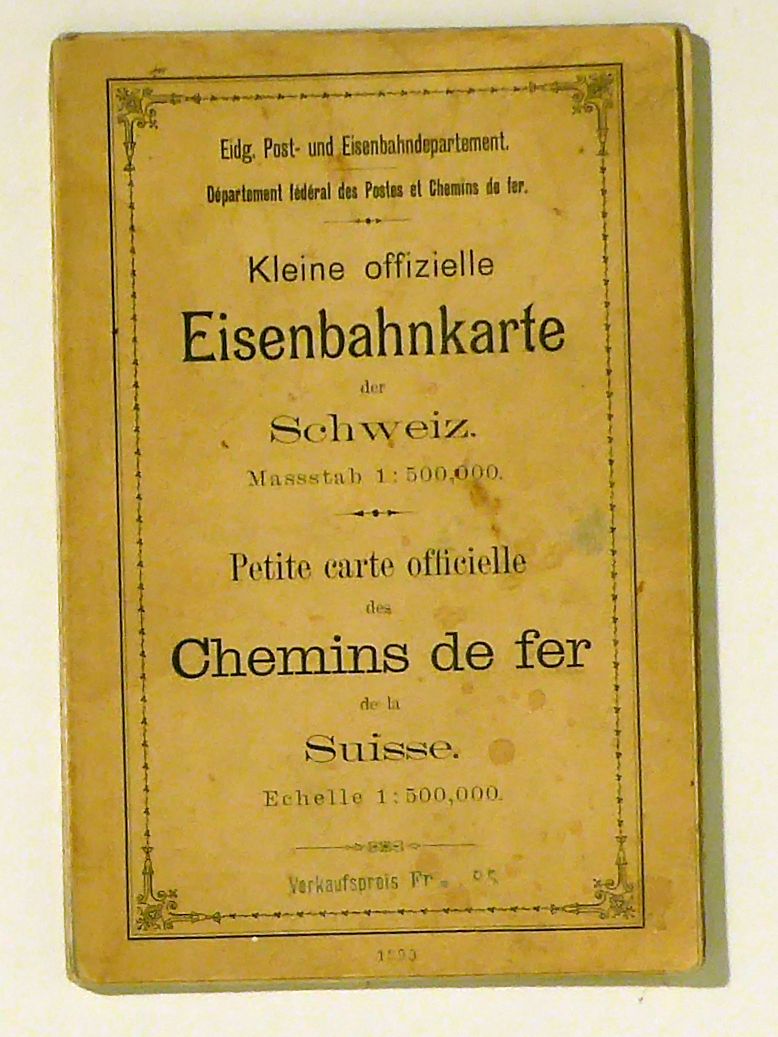 Eidg. Post- und Eisenbahndepartement.
Département fédéral des Postes et Chemins de fer.
Kleine offizielle
Eisenbahnkarte
der
Schweiz.
Massstab 1:500,000.
Petite carte officielle
des
Chemins de fer
de la
Suisse.
Echelle 1:500,000.
Verkaufspreis Fr.